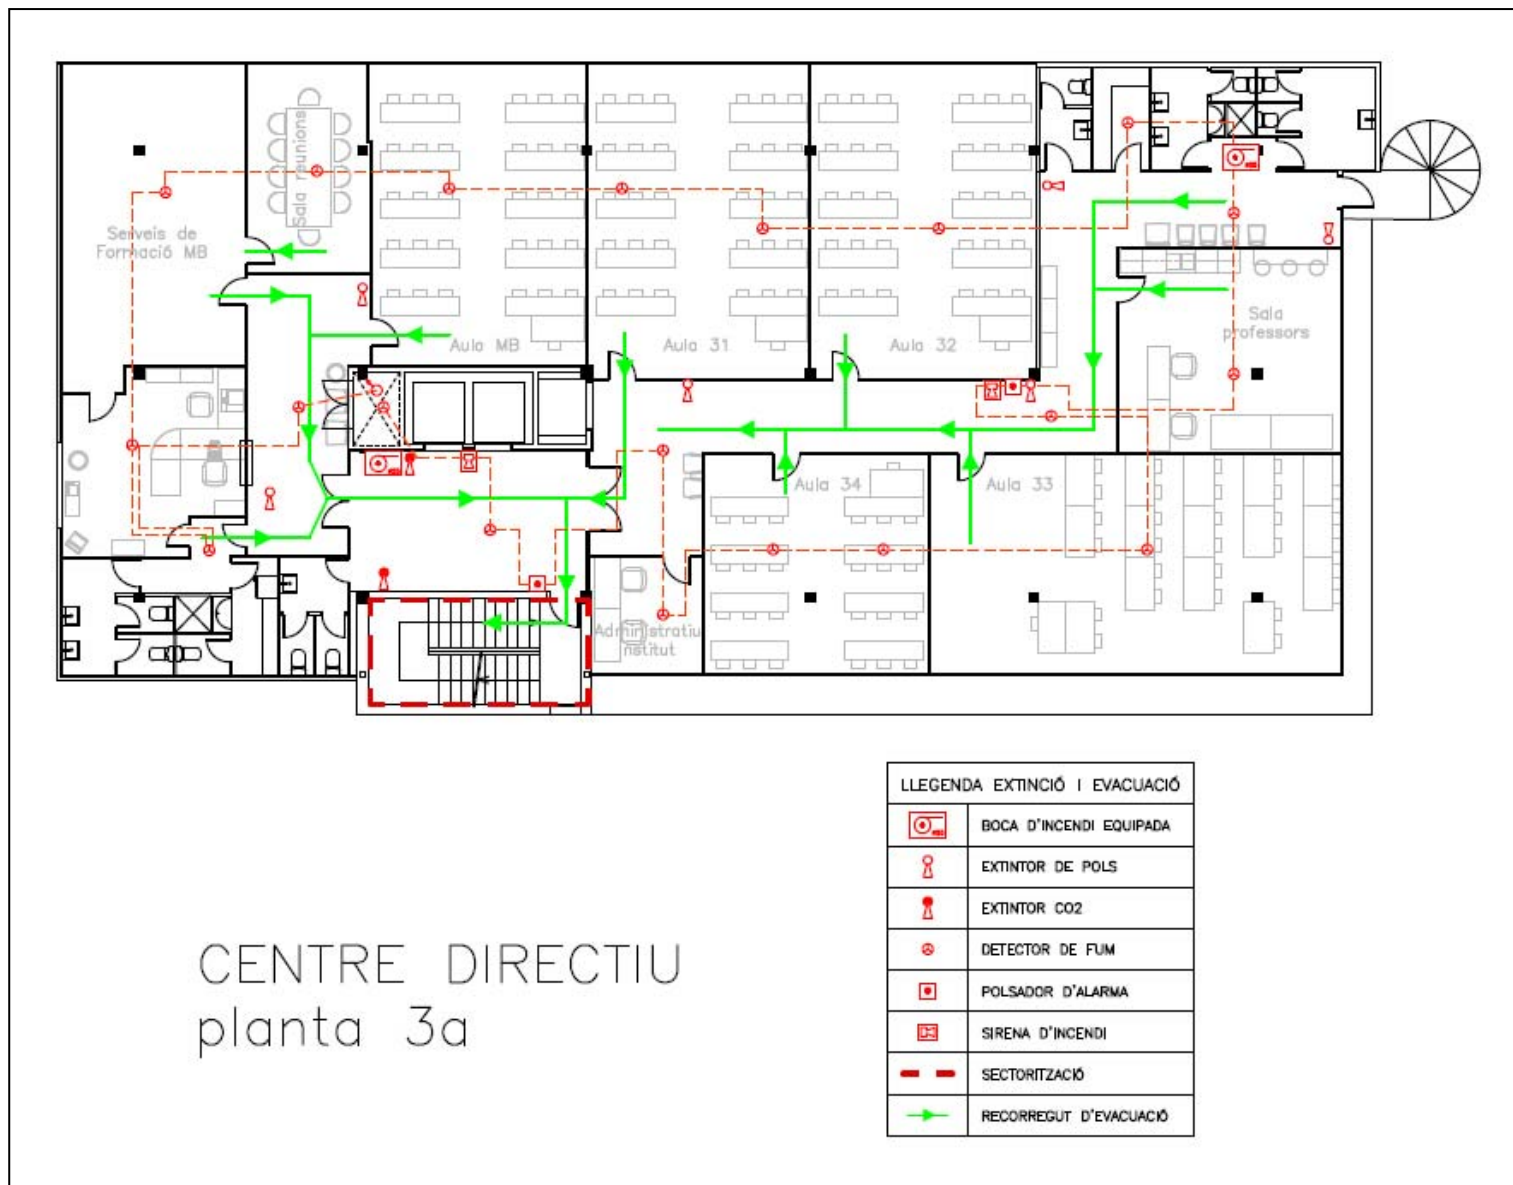 Sala reunions
Serveis de
Formació MB
Aula MB
Aula 31
Aula 32
Sala
professors
Aula 34
Aula 33
Administratiu
nstitut
LLEGENDA EXTINCIÓ I EVACUACIÓ
BOCA D'INCENDI EQUIPADA
EXTINTOR DE POLS
EXTINTOR CO2
DETECTOR DE FUM
POLSADOR D'ALARMA
SIRENA D'INCENDI
SECTORITZACIÓ
RECORREGUT D'EVACUACIÓ
CENTRE DIRECTIU
planta 3a